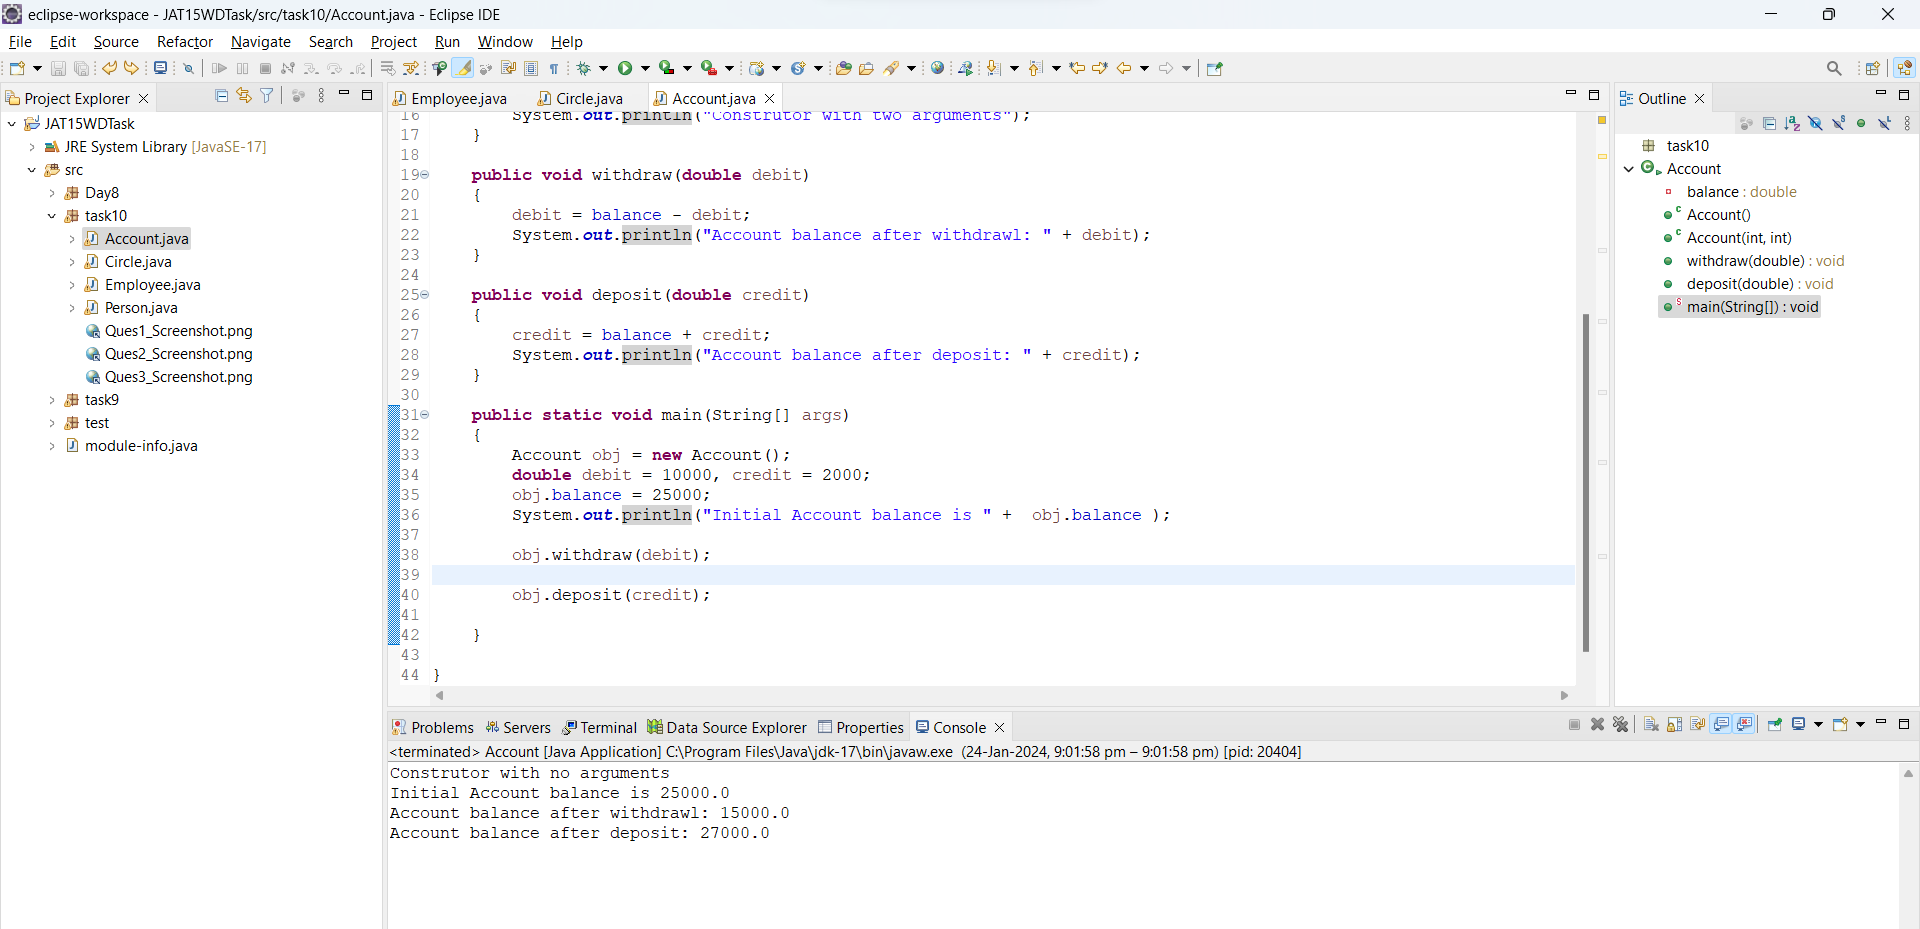 eclipse-workspace - JAT15WDTask/src/task10/Account.java - Eclipse IDE
File Edit Source Refactor Navigate Search Project Run Window Help
Project Explorer
JAT15WDTask
JRE System Library [JavaSE-17]
src
Day8
task10
Account.java
Circle.java
Employee.java
Person.java
Ques1_Screenshot.png
Ques2_Screenshot.png
Ques3_Screenshot.png
task9
test
module-info.java
Employee.java Circle.java Account.java
16 System.out.println("Construtor with two arguments");
17 }
18
19 public void withdraw(double debit)
20 {
21 debit = balance - debit;
22 System.out.println("Account balance after withdrawl: " + debit);
23 }
24
25 public void deposit(double credit)
26 {
27 credit = balance + credit;
28 System.out.println("Account balance after deposit: " + credit);
29 }
30
31 public static void main(String[] args)
32 {
33 Account obj = new Account();
34 double debit = 10000, credit = 2000;
35 obj.balance = 25000;
36 System.out.println("Initial Account balance is " +  obj.balance );
37
38 obj.withdraw(debit);
39
40 obj.deposit(credit);
41
42 }
43
44 }
Outline
task10
Account
balance : double
Account()
Account(int, int)
withdraw(double) : void
deposit(double) : void
main(String[]) : void
Problems Servers Terminal Data Source Explorer Properties Console
<terminated> Account [Java Application] C:\Program Files\Java\jdk-17\bin\javaw.exe (24-Jan-2024, 9:01:58 pm – 9:01:58 pm) [pid: 20404]
Construtor with no arguments
Initial Account balance is 25000.0
Account balance after withdrawl: 15000.0
Account balance after deposit: 27000.0